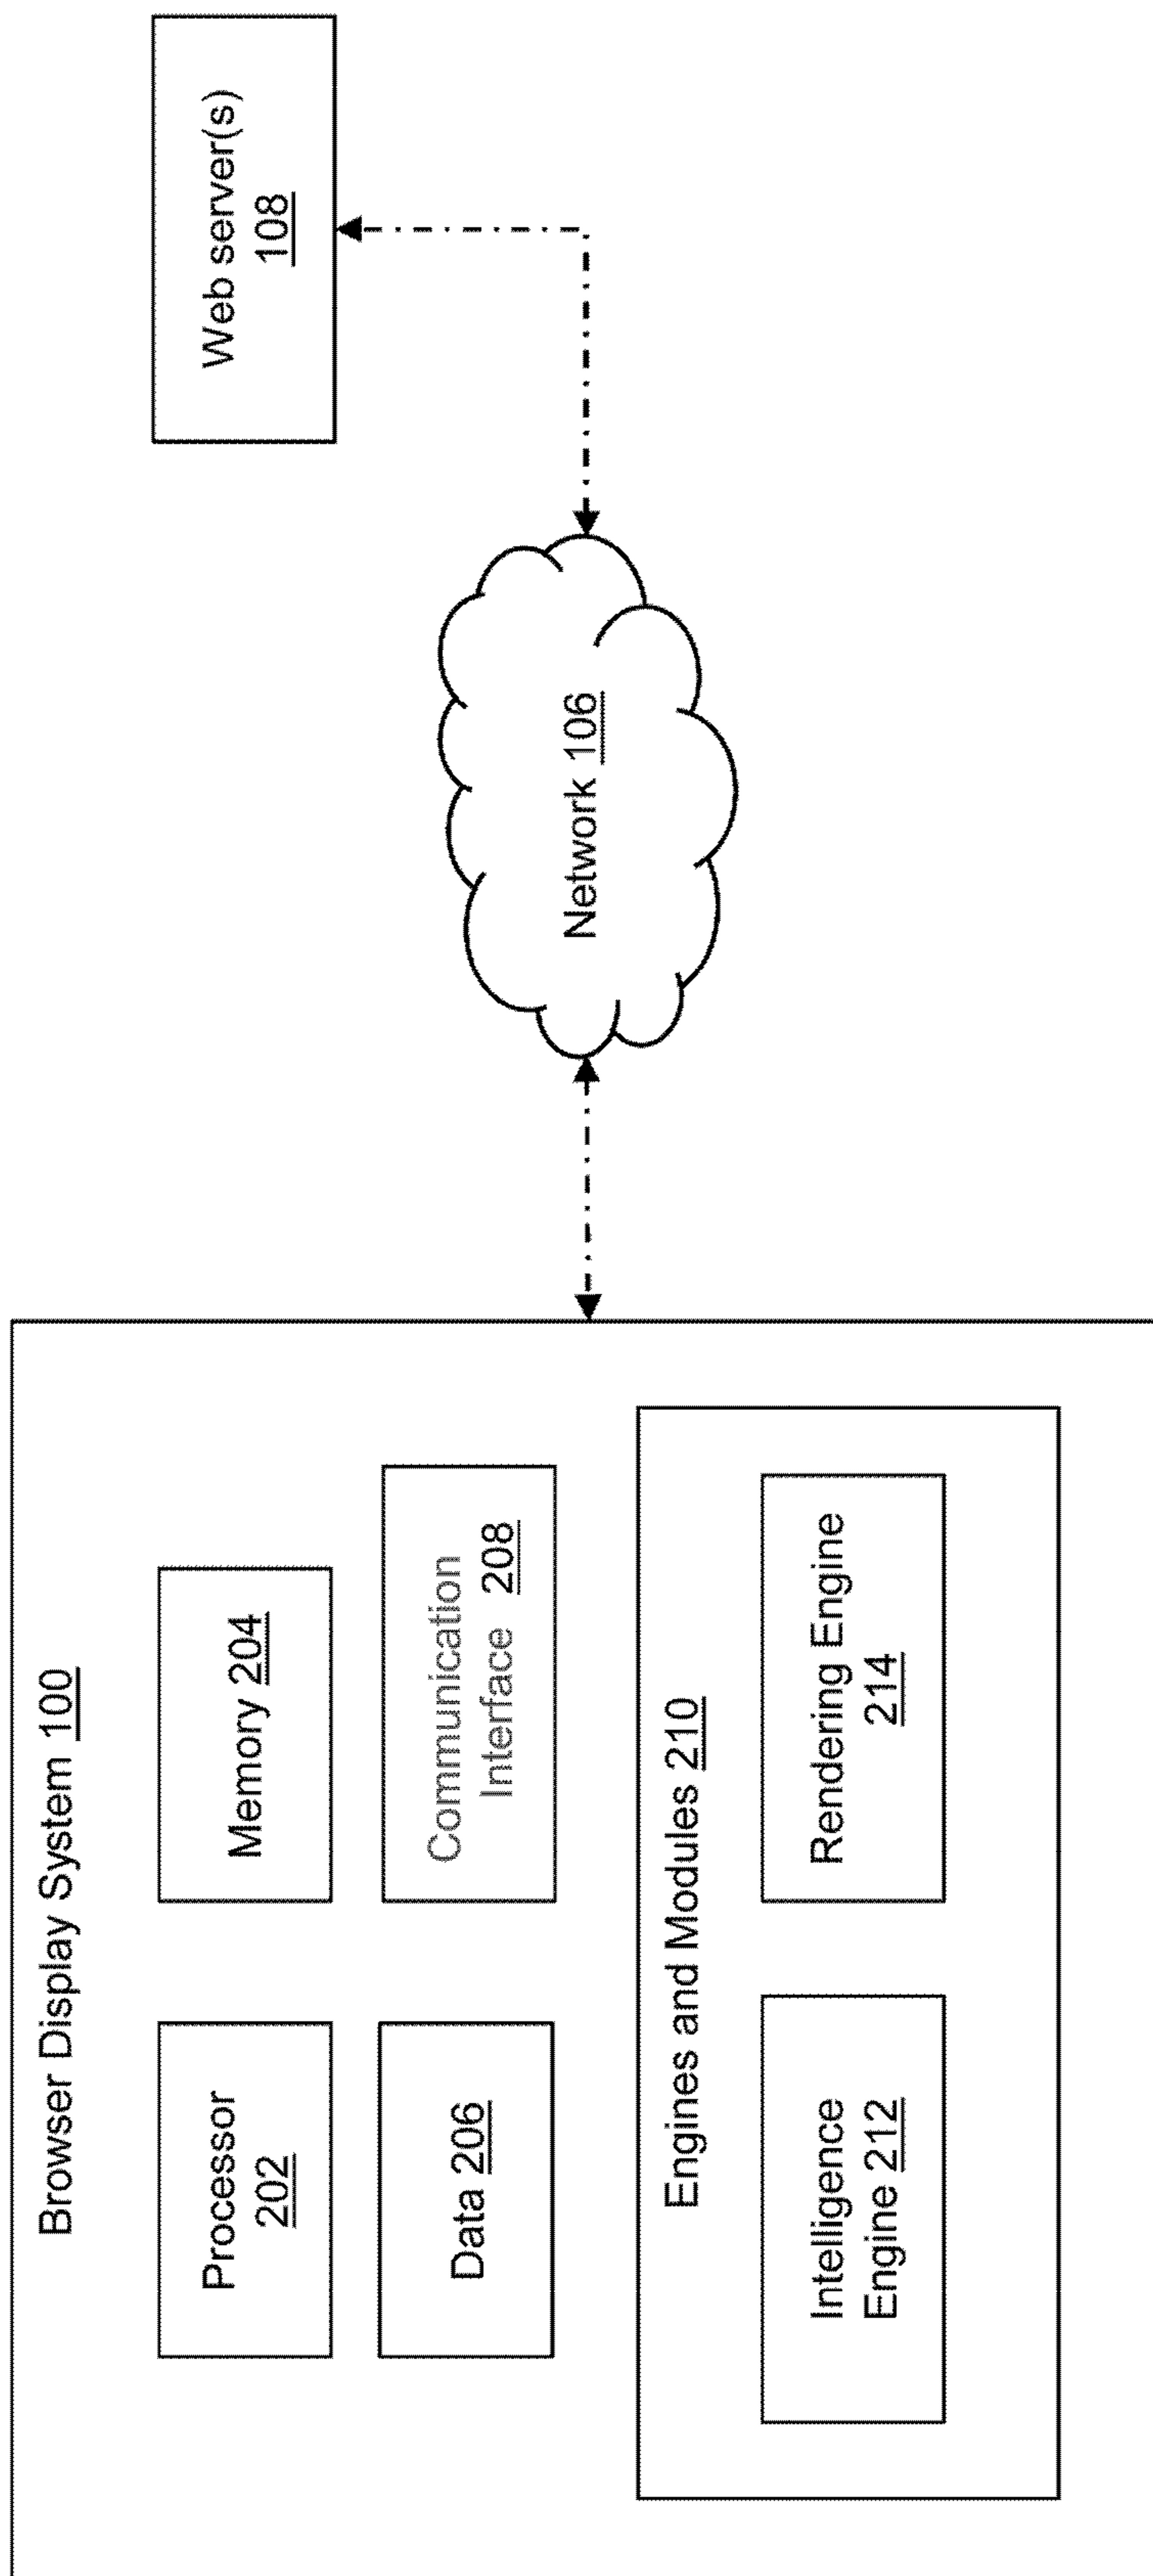 Browser Display System 100
Processor
202
Memory 204
Data 206
Communication
Interface 208
Engines and Modules 210
Intelligence
Engine 212
Rendering Engine
214
Network 106
Web server(s)
108